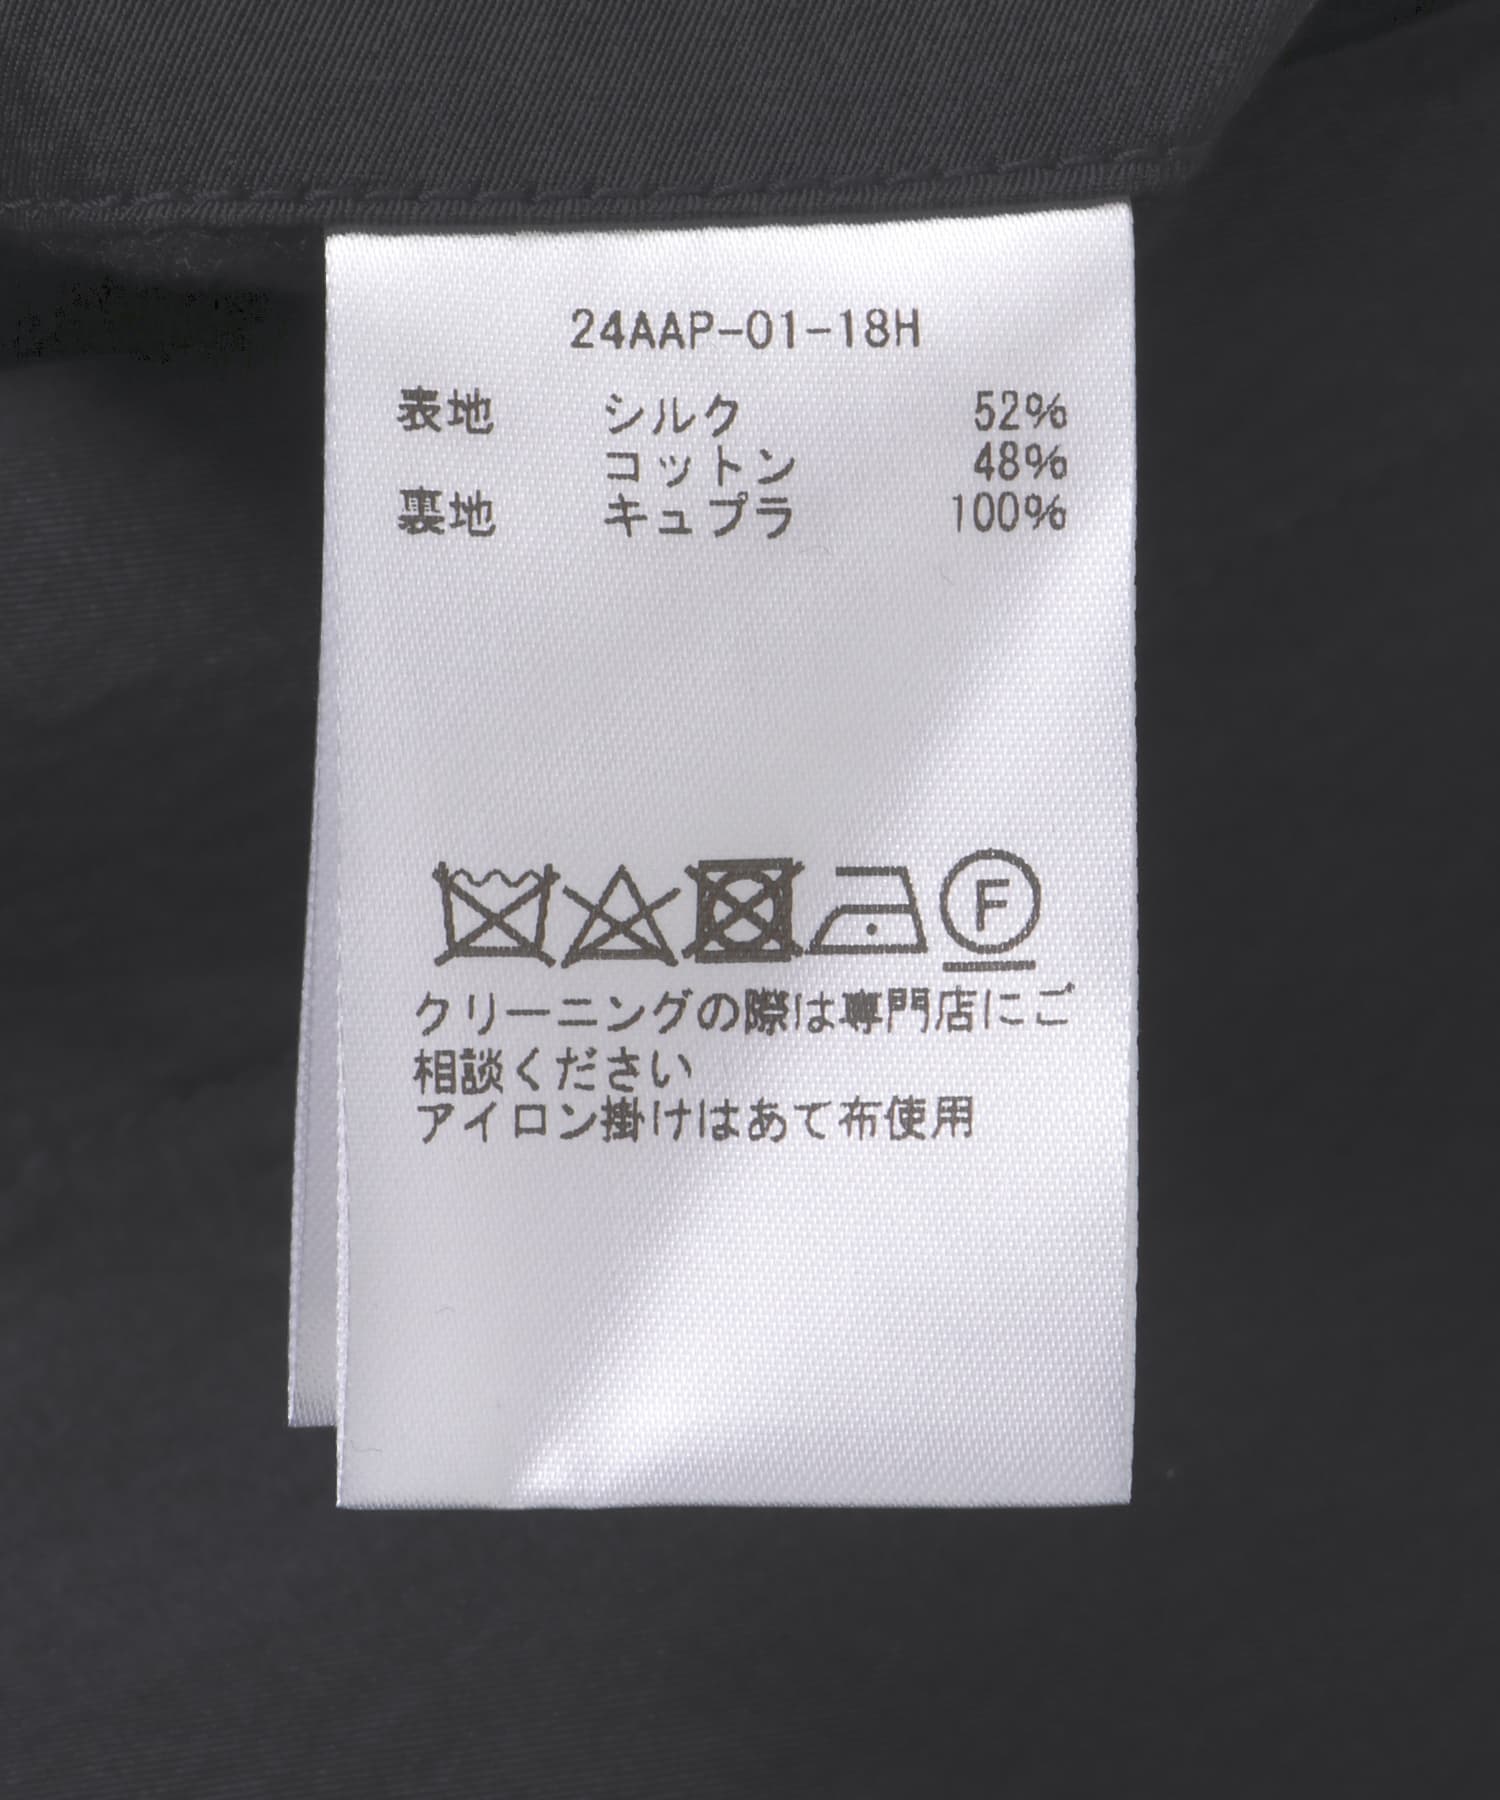 24AAP-01-18H
表地 シルク 52%
コットン 48%
裏地 キュプラ 100%
F
クリーニングの際は専門店にご
相談ください
アイロン掛けはあて布使用